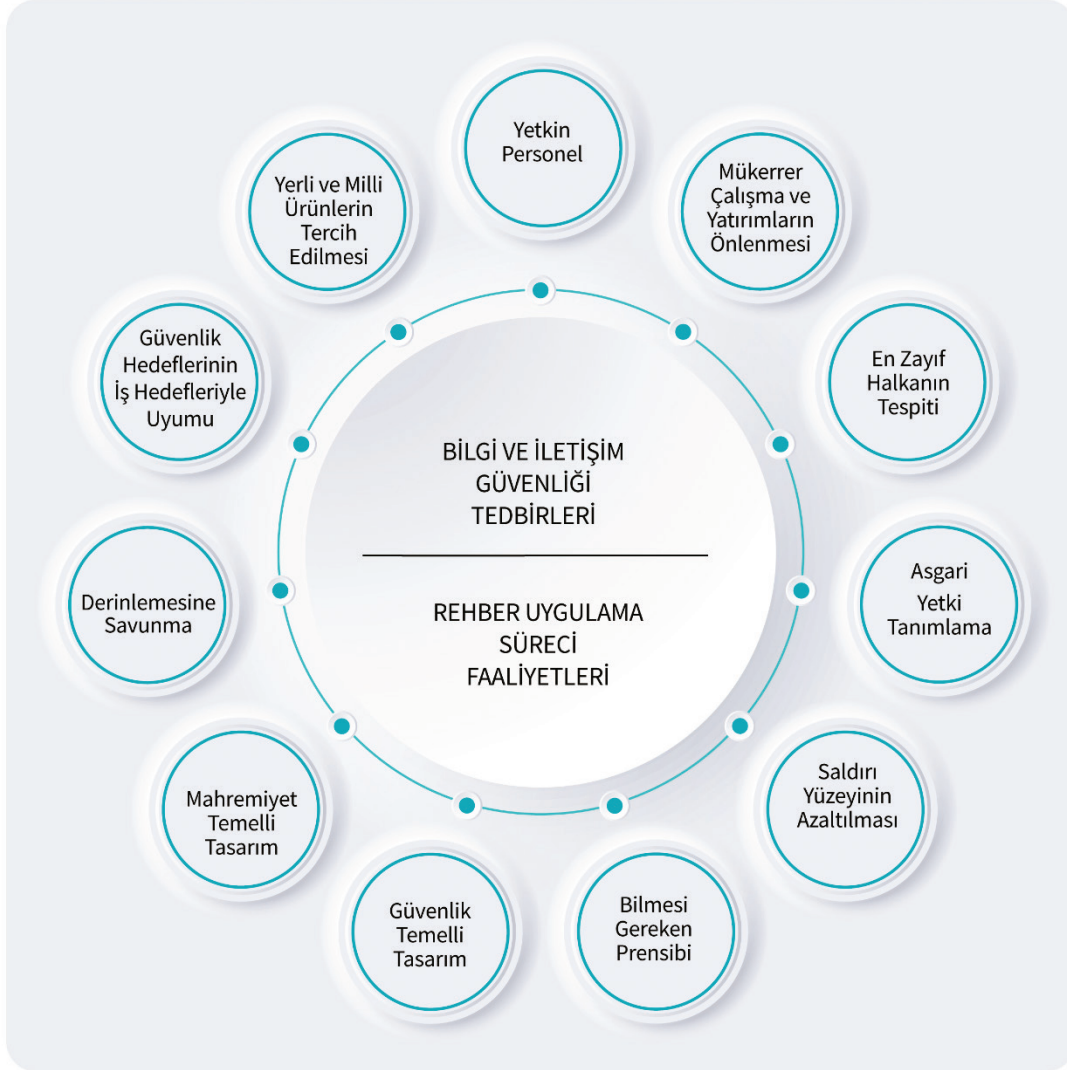 Yetkin
Personel
Mükerrer
Çalışma ve
Yatırımların
Önlenmesi
En Zayıf
Halkanın
Tespiti
Asgari
Yetki
Tanımlama
Saldırı
Yüzeyinin
Azaltılması
Bilmesi
Gereken
Prensibi
Güvenlik
Temelli
Tasarım
Mahremiyet
Temelli
Tasarım
Derinlemesine
Savunma
Güvenlik
Hedeflerinin
İş Hedefleriyle
Uyumu
Yerli ve Milli
Ürünlerin
Tercih
Edilmesi
BİLGİ VE İLETİŞİM
GÜVENLİĞİ
TEDBİRLERİ
REHBER UYGULAMA
SÜRECİ
FAALİYETLERİ